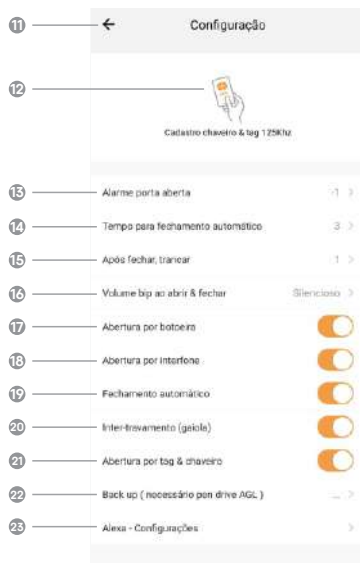 11 ← Configuração
12
Cadastro chaveiro & tag 125Khz
13 Alarme porta aberta -1 >
14 Tempo para fechamento automático 3 >
15 Após fechar, trancar 1 >
16 Volume bip ao abrir & fechar Silencioso >
17 Abertura por botoeira
18 Abertura por interfone
19 Fechamento automático
20 Inter-travamento (gaiola)
21 Abertura por tag & chaveiro
22 Back up ( necessário pen drive AGL ) ... >
23 Alexa - Configurações >